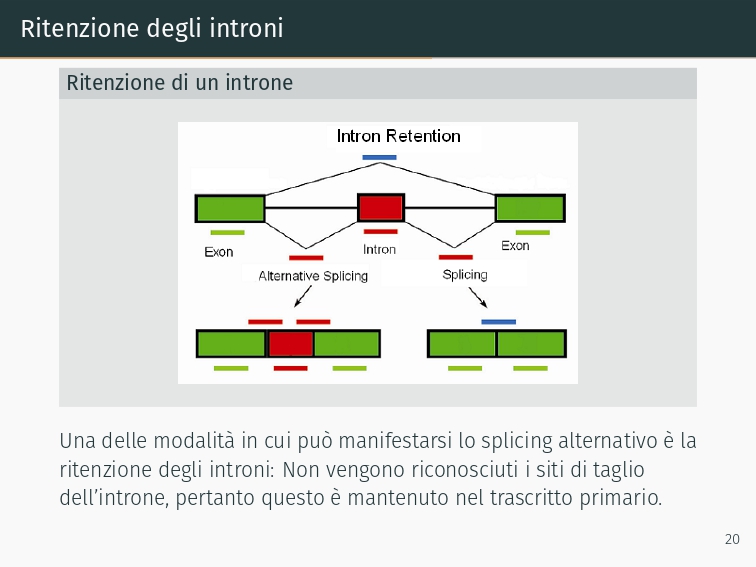 Ritenzione degli introni
Ritenzione di un introne
Intron Retention
Exon
Intron
Exon
Alternative Splicing
Splicing
Una delle modalità in cui può manifestarsi lo splicing alternativo è la
ritenzione degli introni: Non vengono riconosciuti i siti di taglio
dell’introne, pertanto questo è mantenuto nel trascritto primario.
20